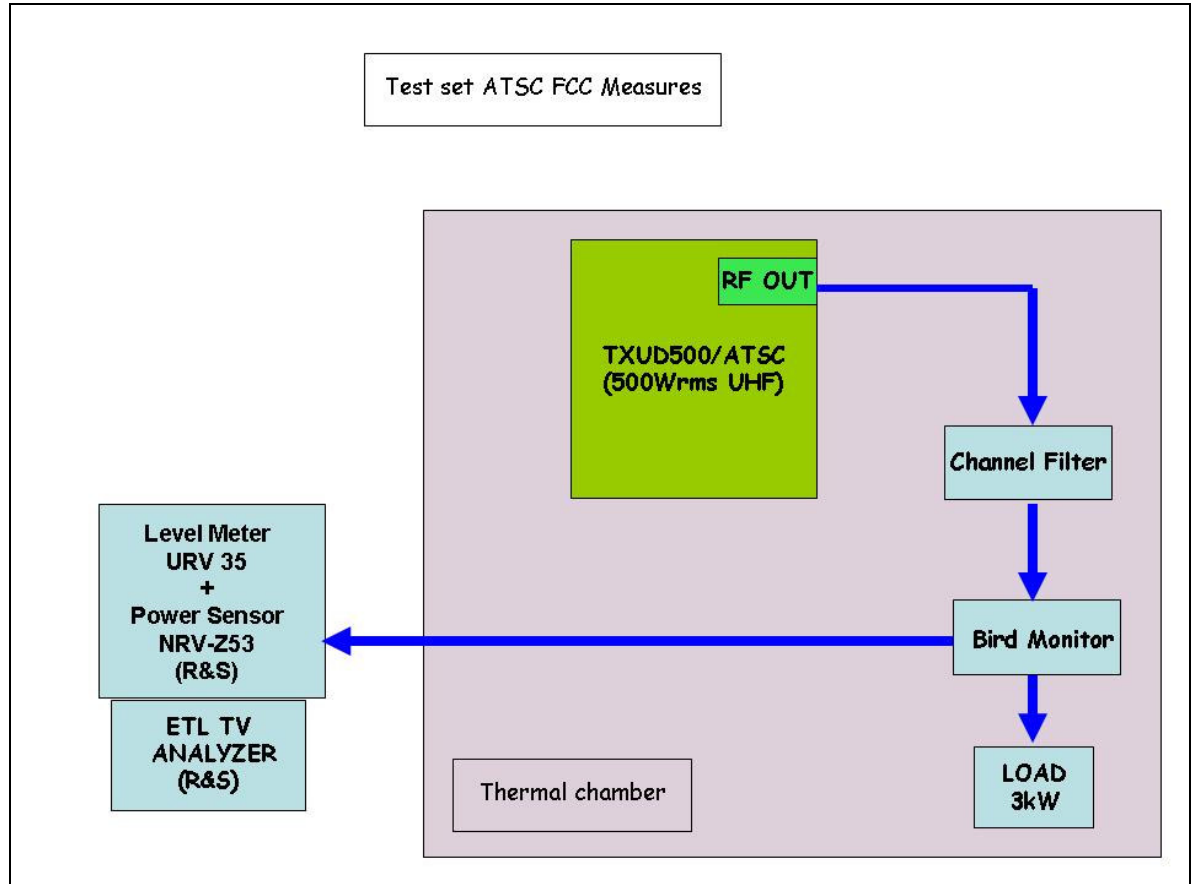 Test set ATSC FCC Measures
RF OUT
TXUD500/ATSC
(500Wrms UHF)
Channel Filter
Level Meter
URV 35
+
Power Sensor
NRV-Z53
(R&S)
Bird Monitor
ETL TV
ANALYZER
(R&S)
LOAD
3kW
Thermal chamber